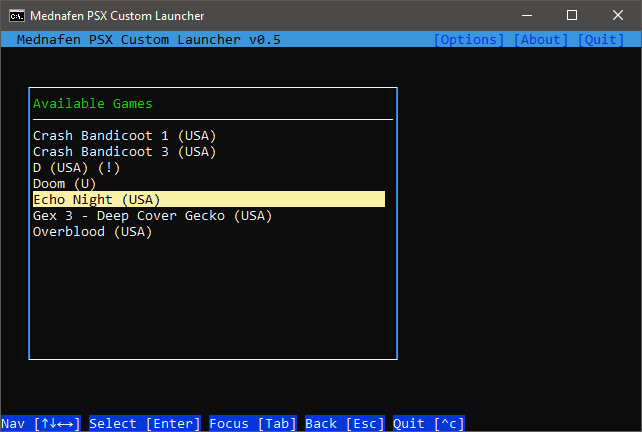 Mednafen PSX Custom Launcher
Mednafen PSX Custom Launcher v0.5 [Options] [About] [Quit]
Available Games
Crash Bandicoot 1 (USA)
Crash Bandicoot 3 (USA)
D (USA) (!)
Doom (U)
Echo Night (USA)
Gex 3 - Deep Cover Gecko (USA)
Overblood (USA)
Nav [↑↓↔] Select [Enter] Focus [Tab] Back [Esc] Quit [^c]